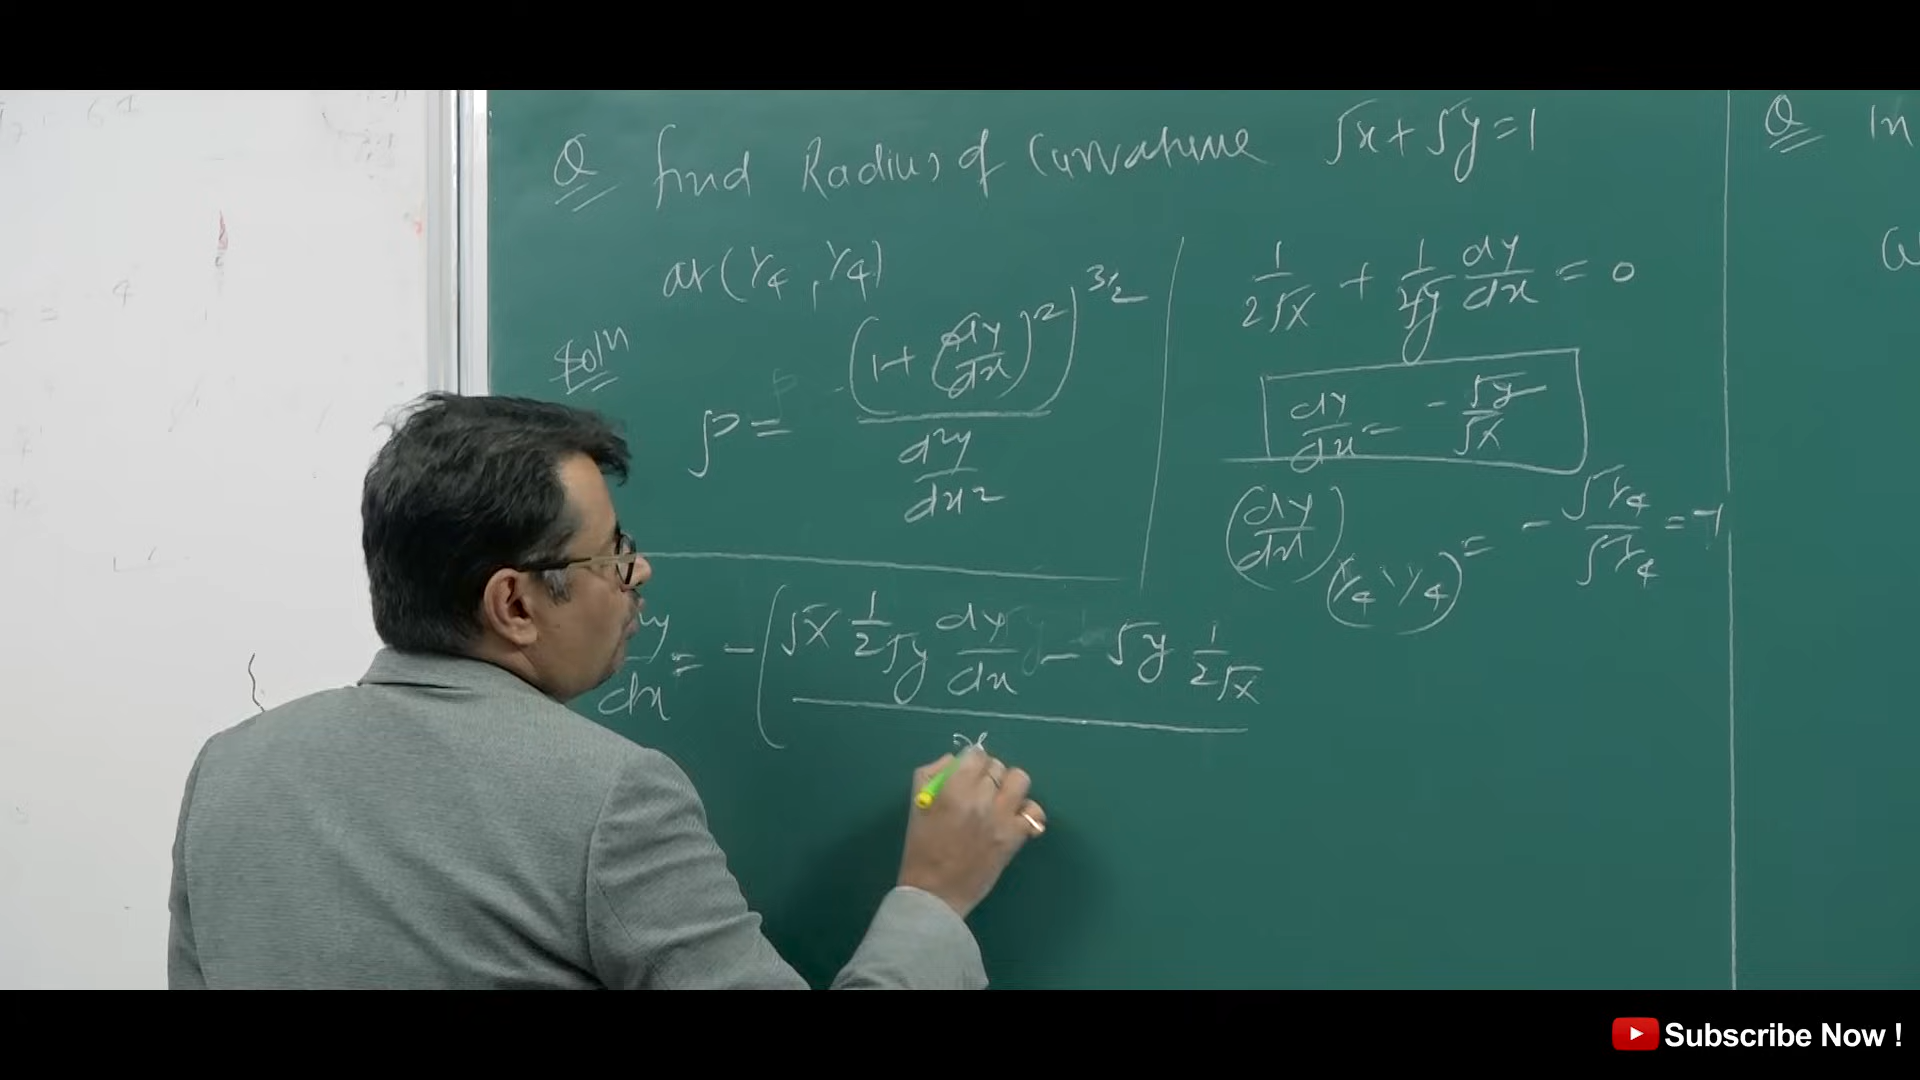 Q find Radius of Curvature √x + √y = 1
at (1/4, 1/4)
Soln
ρ = (1 + (dy/dx)^2)^3/2 / d²y/dx²
1/2√x + 1/2√y dy/dx = 0
dy/dx = - √y/√x
(dy/dx)(1/4, 1/4) = - √1/4 / √1/4 = -1
dx = - ( √x 1/2√y dy/dx - √y 1/2√x
x
Q In
Subscribe Now !